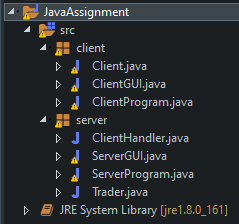 JavaAssignment
src
client
Client.java
ClientGUI.java
ClientProgram.java
server
ClientHandler.java
ServerGUI.java
ServerProgram.java
Trader.java
JRE System Library [jre1.8.0_161]